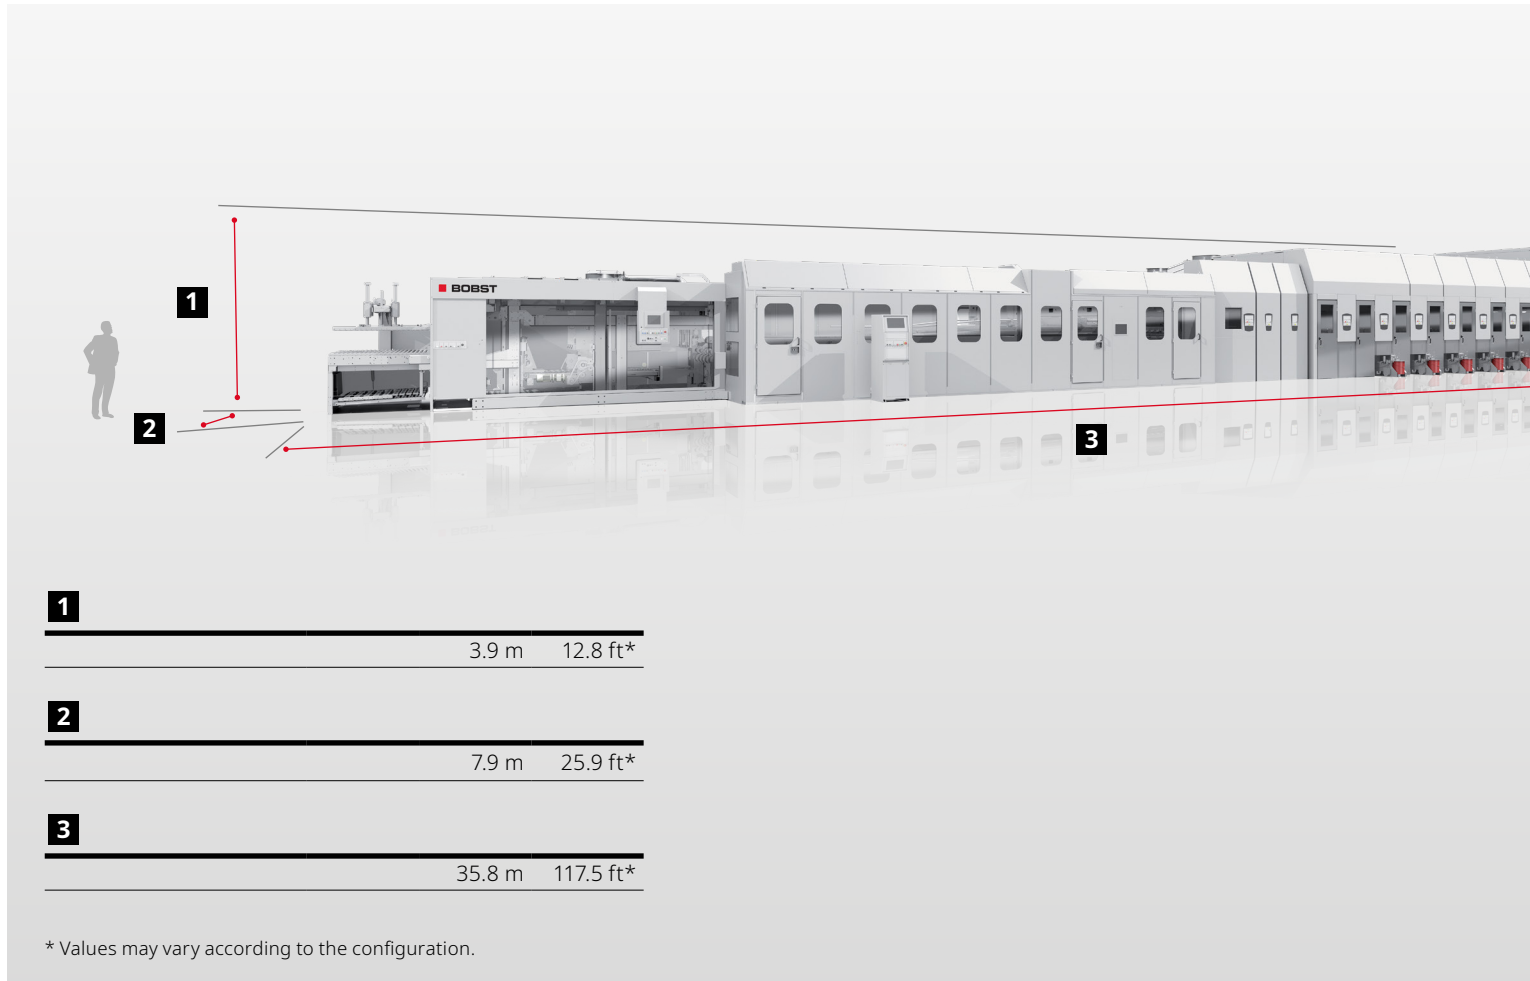 BOBST
1
2
3
1
3.9 m 12.8 ft*
2
7.9 m 25.9 ft*
3
35.8 m 117.5 ft*
* Values may vary according to the configuration.